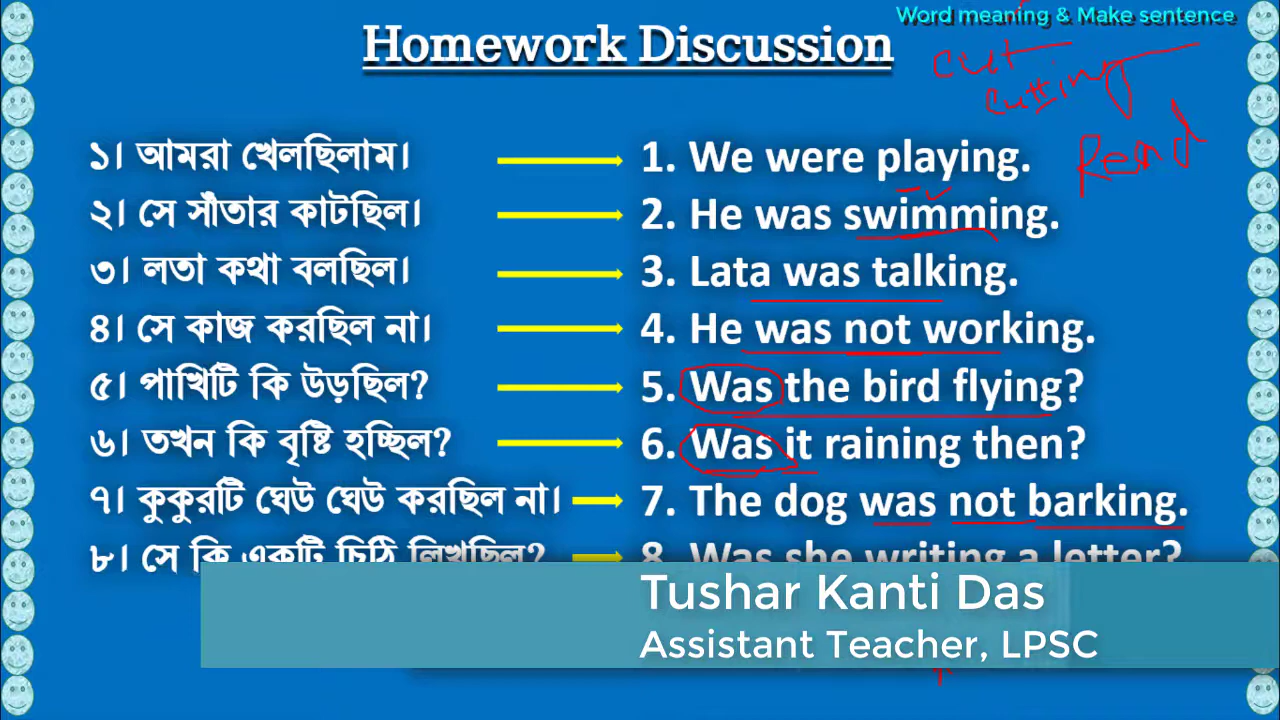 Word meaning & Make sentence
Homework Discussion
cut
cutting
Read
১। আমরা খেলছিলাম। 1. We were playing.
২। সে সাঁতার কাটছিল। 2. He was swimming.
৩। লতা কথা বলছিল। 3. Lata was talking.
৪। সে কাজ করছিল না। 4. He was not working.
৫। পাখিটি কি উড়ছিল? 5. Was the bird flying?
৬। তখন কি বৃষ্টি হচ্ছিল? 6. Was it raining then?
৭। কুকুরটি ঘেউ ঘেউ করছিল না। 7. The dog was not barking.
৮। সে কি একটি চিঠি লিখছিল? 8. Was she writing a letter?
Tushar Kanti Das
Assistant Teacher, LPSC